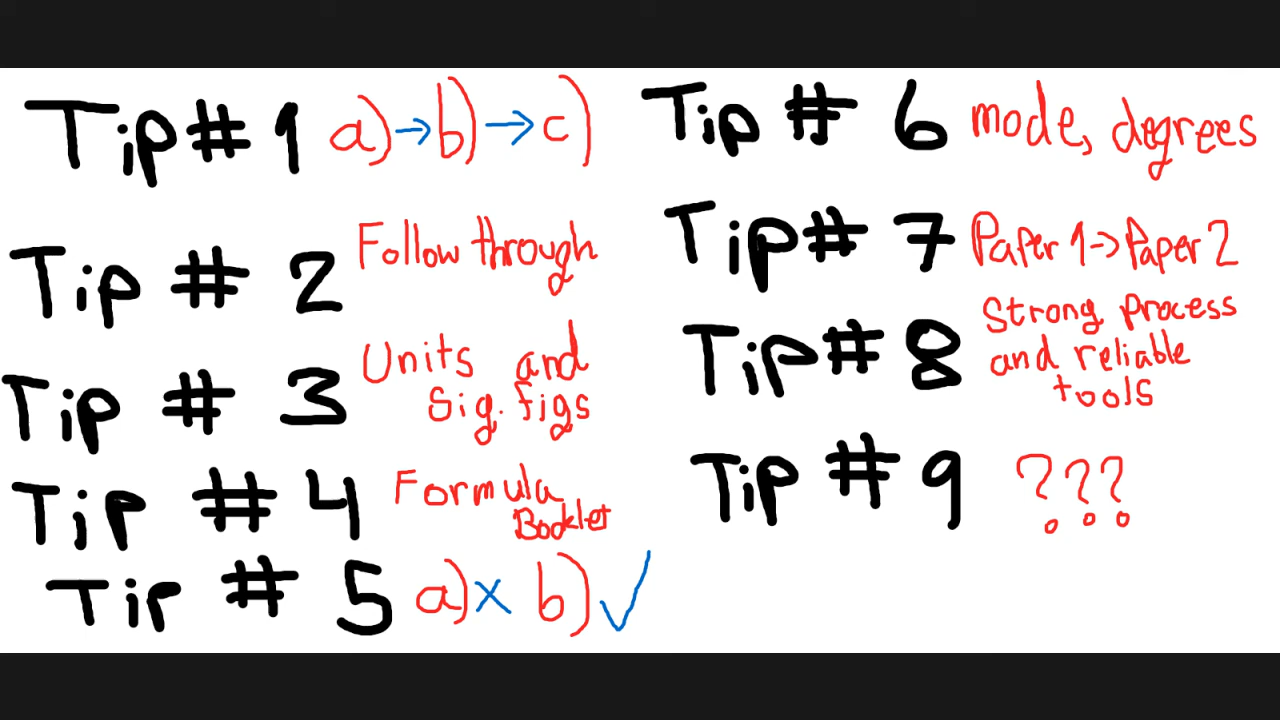 Tip # 1 a) → b) → c)
Tip # 2 Follow through
Tip # 3 Units and
Sig. figs
Tip # 4 Formula
Booklet
Tip # 5 a) x b) ✓
Tip # 6 mode, degrees
Tip # 7 Paper 1 -> Paper 2
Tip # 8 Strong process
and reliable
tools
Tip # 9 ???